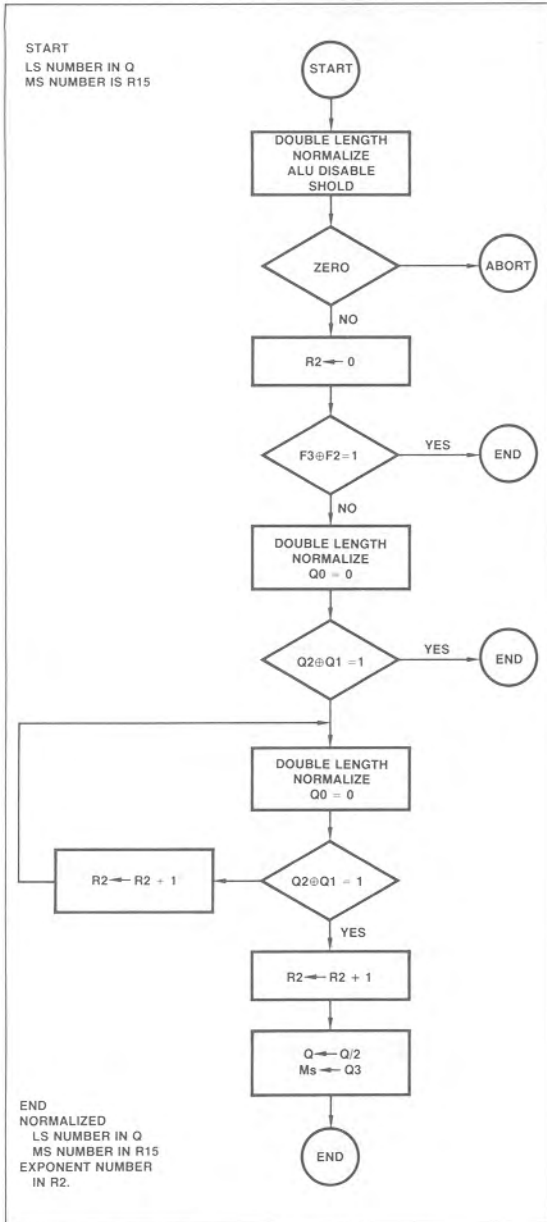 START
LS NUMBER IN Q
MS NUMBER IS R15
START
DOUBLE LENGTH
NORMALIZE
ALU DISABLE
SHOLD
ZERO
ABORT
NO
R2← 0
F3⊕F2=1
YES
END
NO
DOUBLE LENGTH
NORMALIZE
Q0 = 0
Q2⊕Q1 =1
YES
END
DOUBLE LENGTH
NORMALIZE
Q0 = 0
R2← R2 + 1
Q2⊕Q1 = 1
YES
R2← R2 + 1
Q← Q/2
Ms← Q3
END
END
NORMALIZED
LS NUMBER IN Q
MS NUMBER IN R15
EXPONENT NUMBER
IN R2.